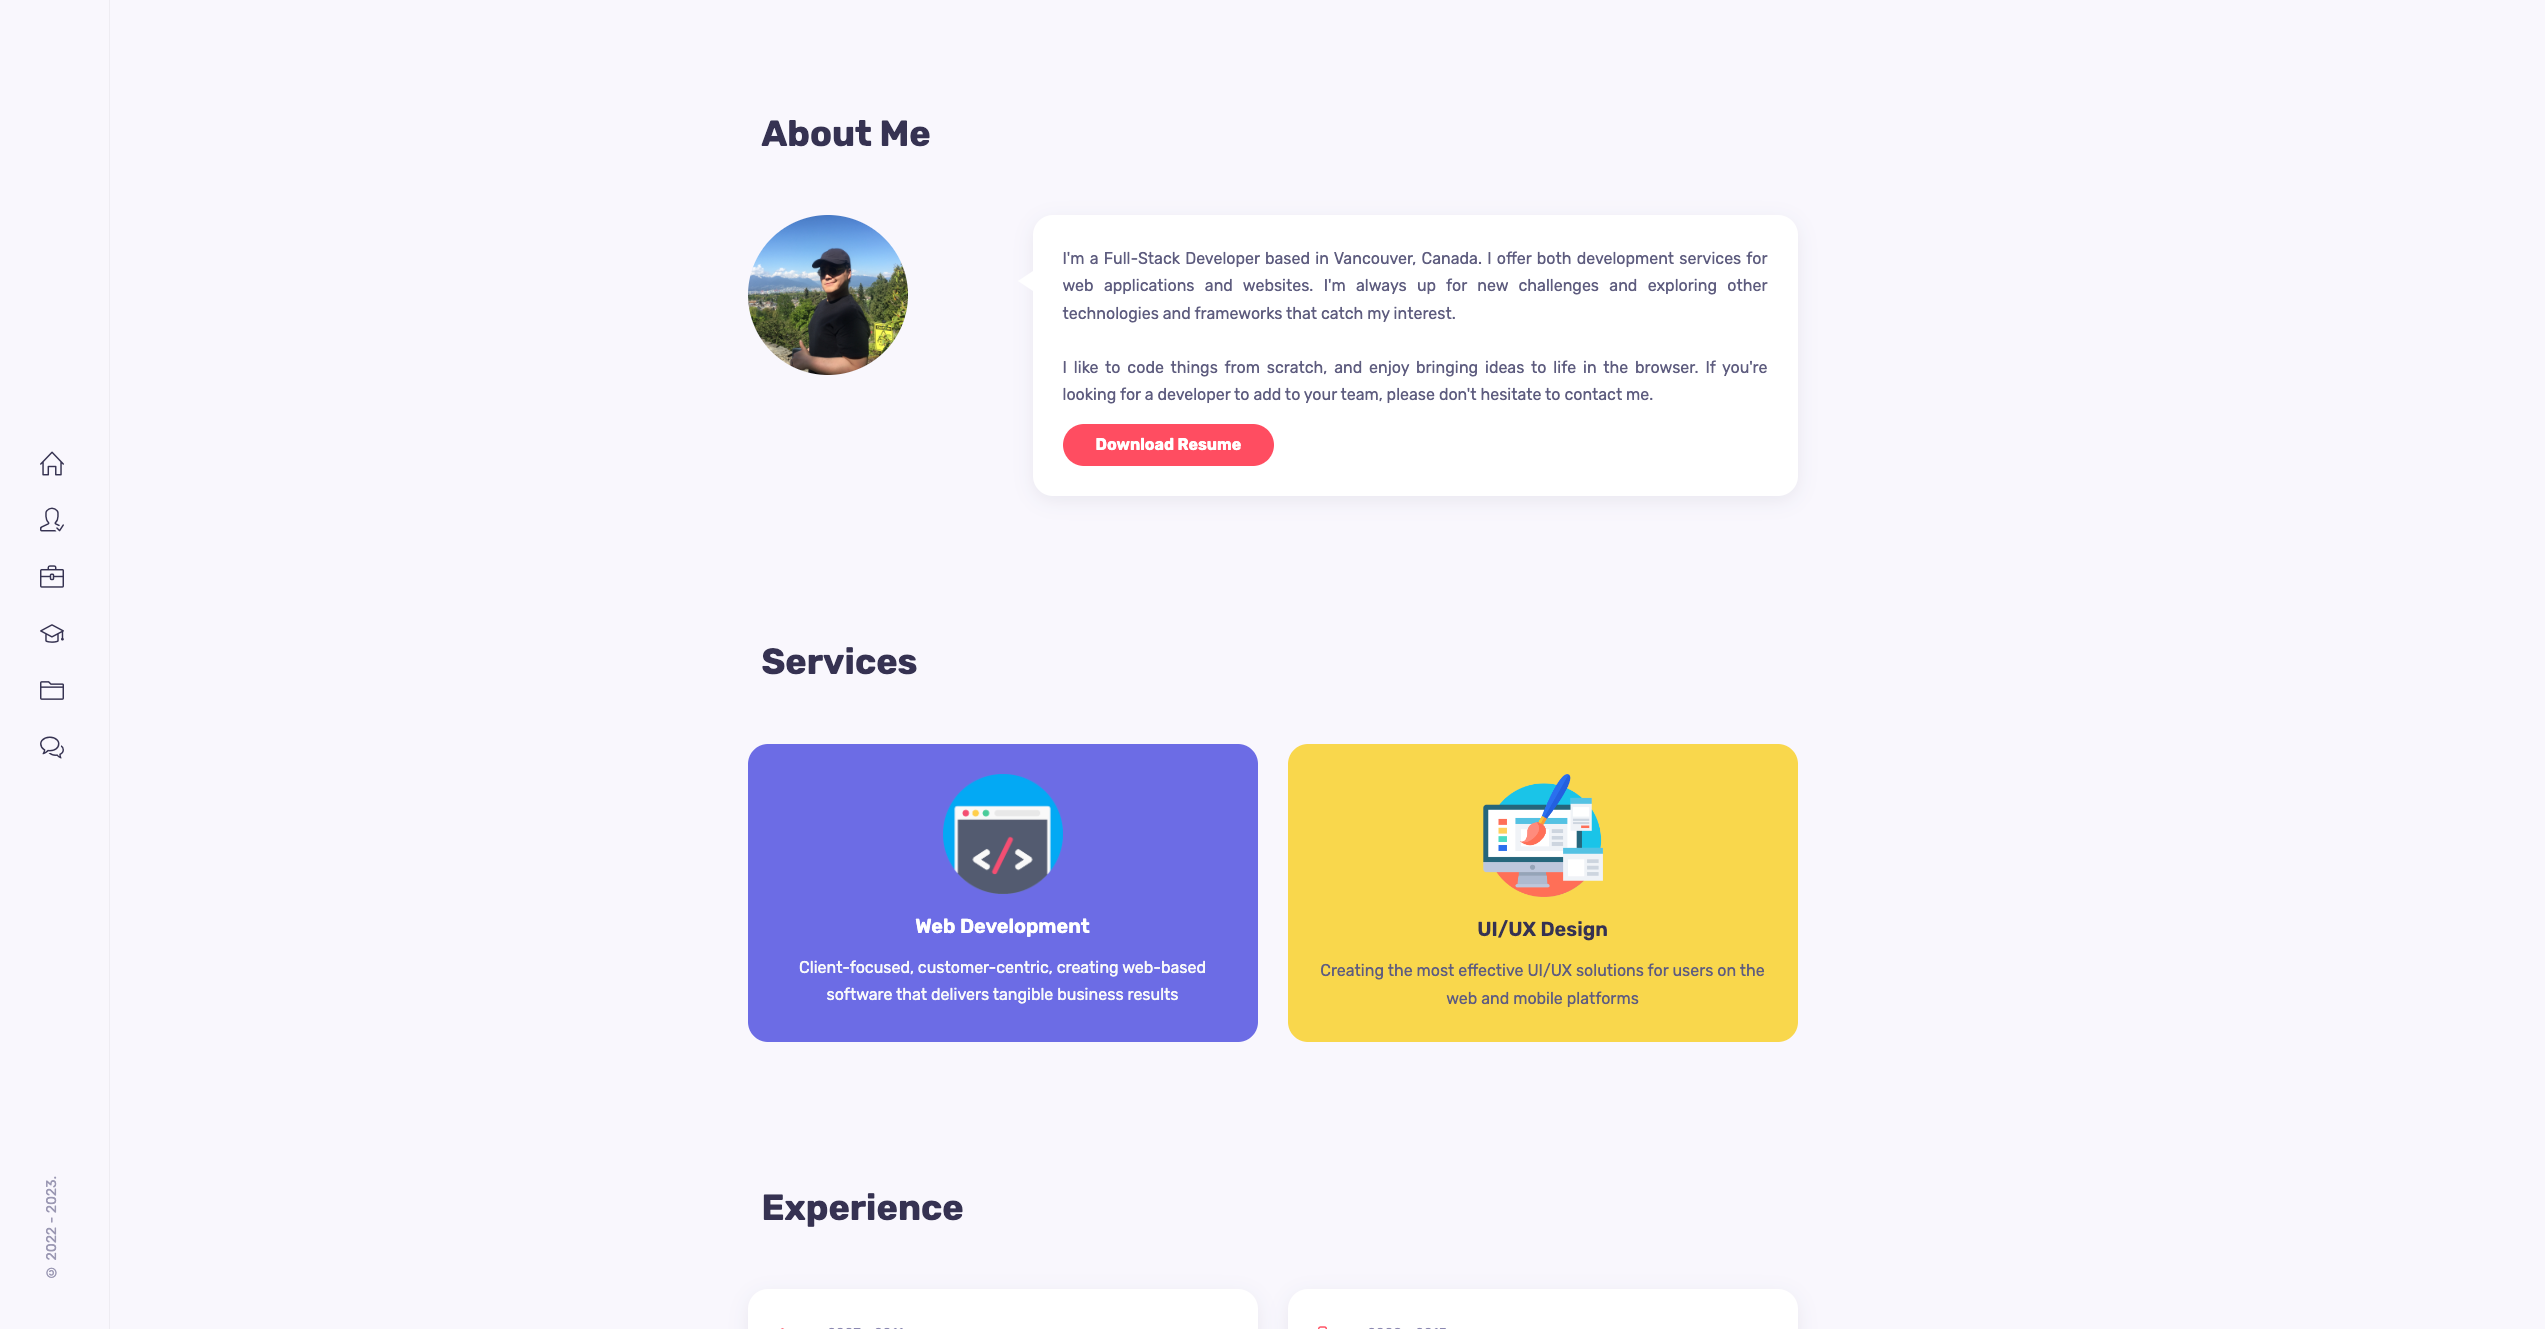 About Me
I'm a Full-Stack Developer based in Vancouver, Canada. I offer both development services for
web applications and websites. I'm always up for new challenges and exploring other
technologies and frameworks that catch my interest.
I like to code things from scratch, and enjoy bringing ideas to life in the browser. If you're
looking for a developer to add to your team, please don't hesitate to contact me.
Download Resume
Services
</>
Web Development
Client-focused, customer-centric, creating web-based
software that delivers tangible business results
UI/UX Design
Creating the most effective UI/UX solutions for users on the
web and mobile platforms
Experience
© 2022 - 2023.